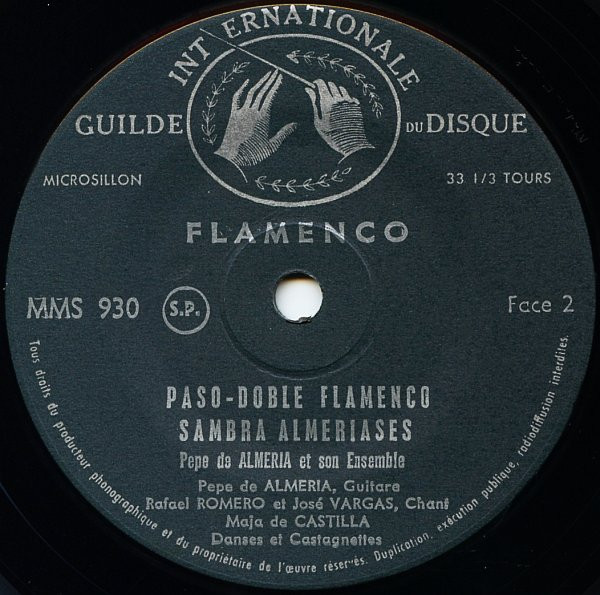 INTERNATIONALE
GUILDE DU DISQUE
MICROSILLON
33 1/3 TOURS
FLAMENCO
MMS 930
S.P.
Face 2
PASO-DOBLE FLAMENCO
SAMBRA ALMERIASES
Pepe de ALMERIA et son Ensemble
Pepe de ALMERIA, Guitare
Rafael ROMERO et José VARGAS, Chant
Maja de CASTILLA
Danses et Castagnettes
Tous droits du producteur phonographique et du propriétaire de l'œuvre réservés. Duplication, exécution publique, radiodiffusion interdites.